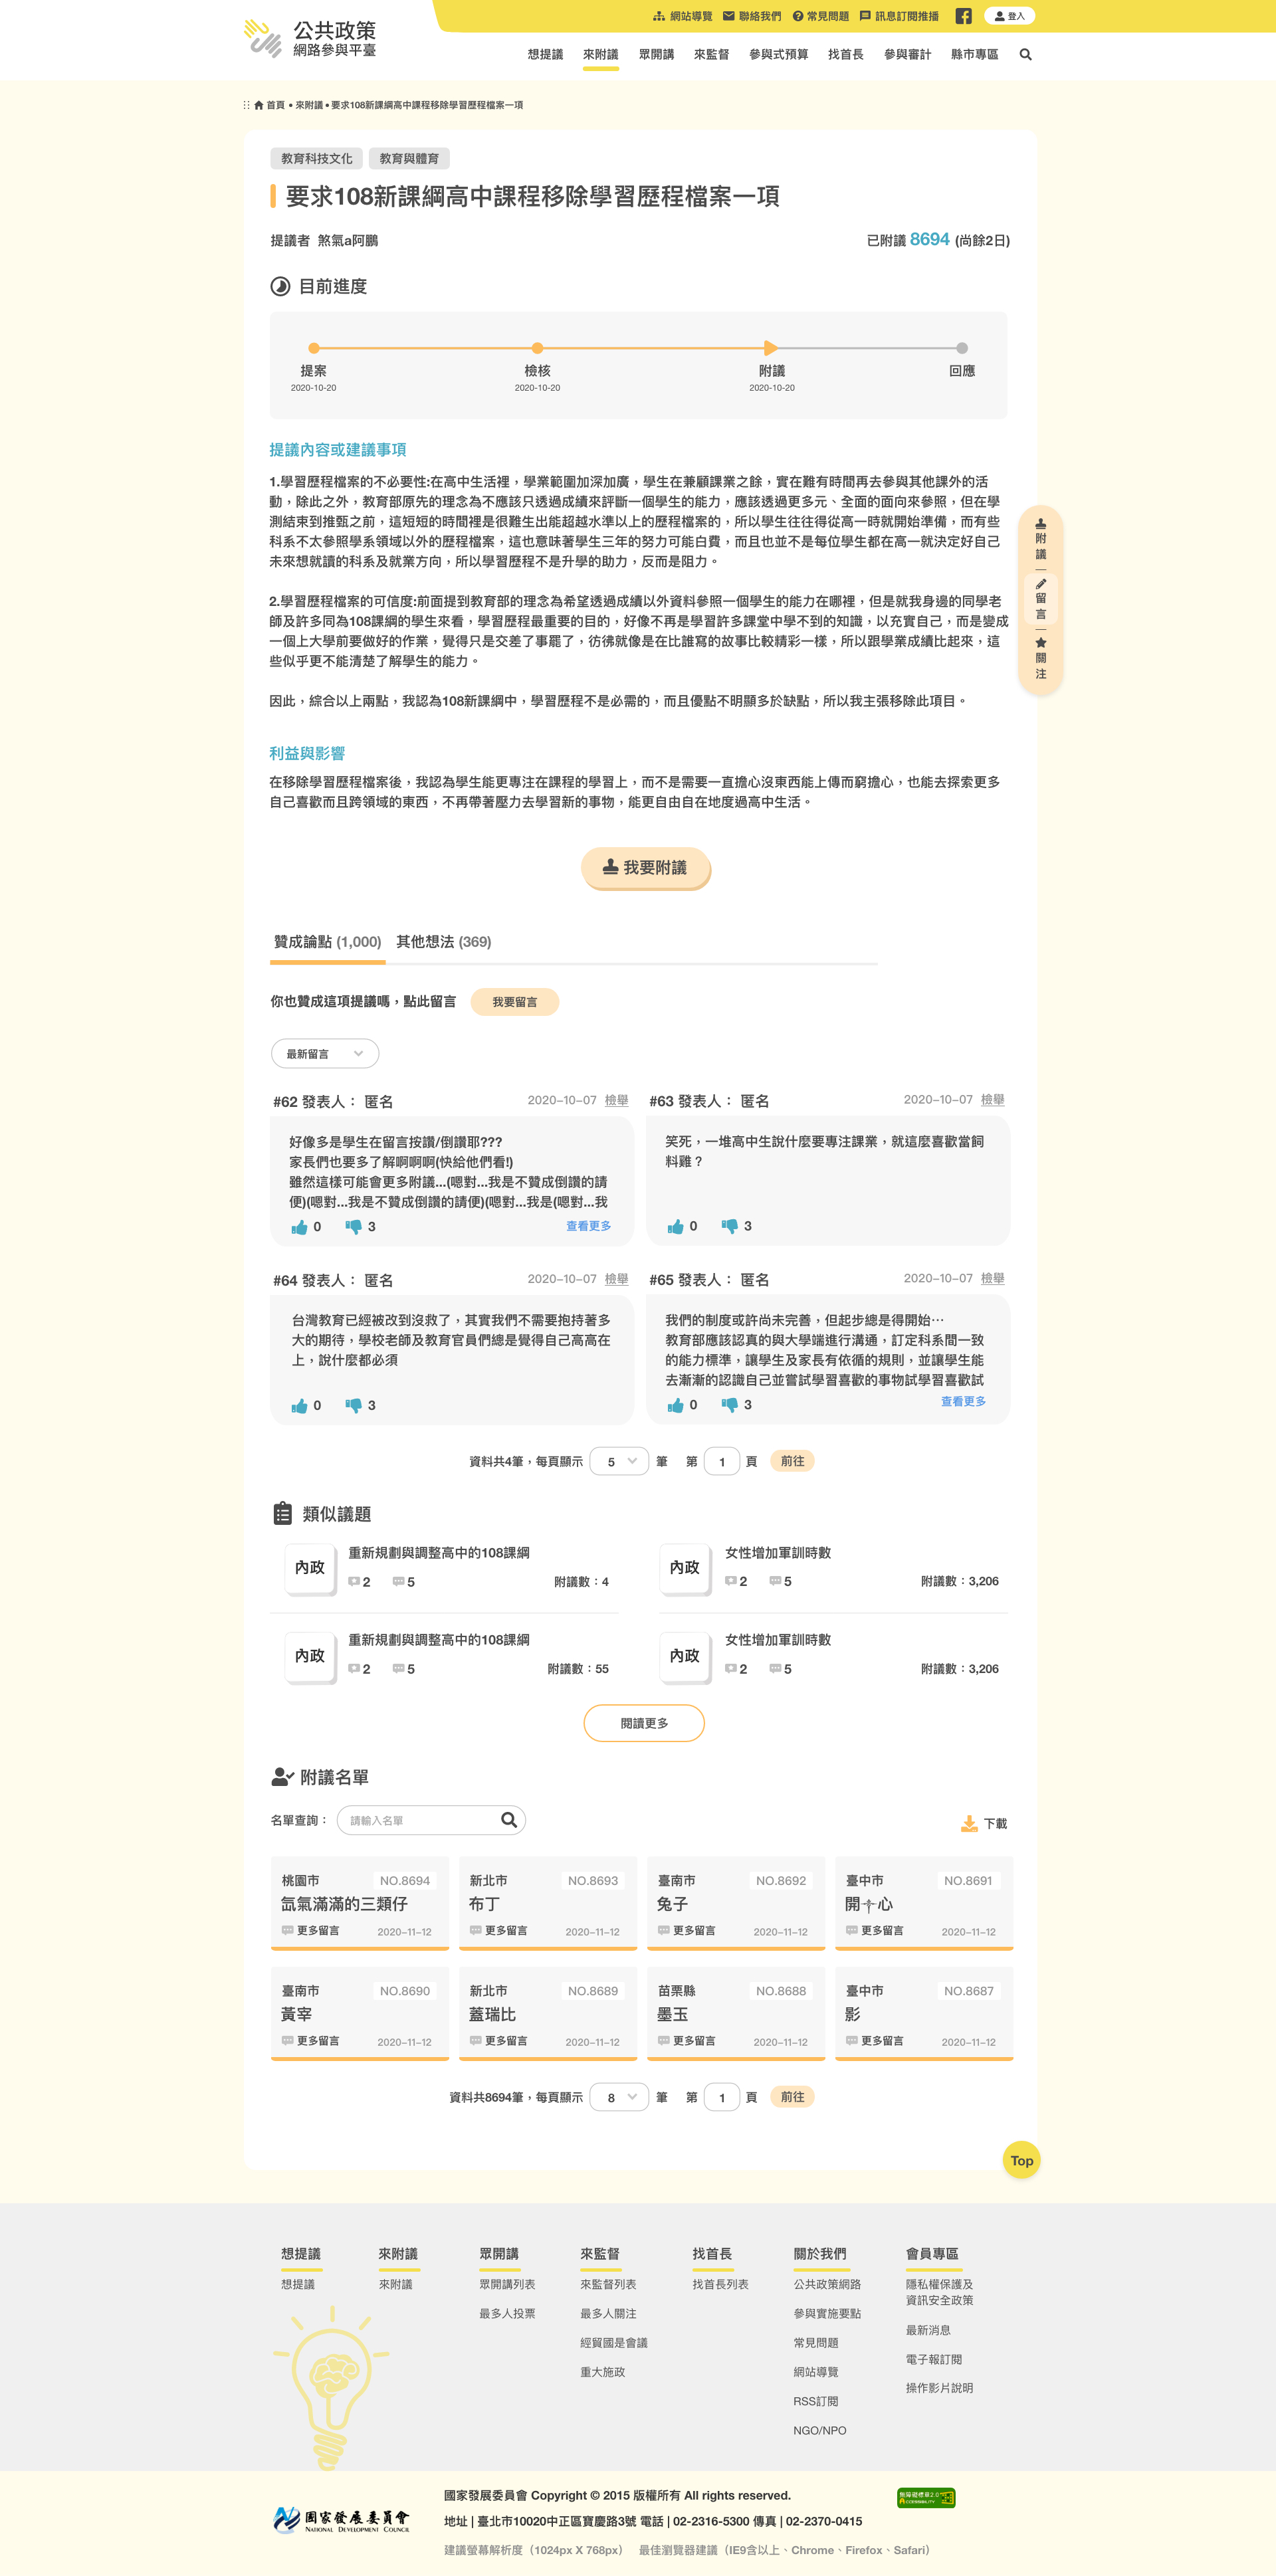 公共政策
網路參與平臺
網站導覽 聯絡我們 常見問題 訊息訂閱推播 登入
想提議 來附議 眾開講 來監督 參與式預算 找首長 參與審計 縣市專區
首頁 • 來附議 • 要求108新課綱高中課程移除學習歷程檔案一項
教育科技文化 教育與體育
要求108新課綱高中課程移除學習歷程檔案一項
提議者 煞氣a阿鵬
已附議 8694 (尚餘2日)
目前進度
提案 檢核 附議 回應
2020-10-20 2020-10-20 2020-10-20
提議內容或建議事項
1.學習歷程檔案的不必要性:在高中生活裡，學業範圍加深加廣，學生在兼顧課業之餘，實在難有時間再去參與其他課外的活
動，除此之外，教育部原先的理念為不應該只透過成績來評斷一個學生的能力，應該透過更多元、全面的面向來參照，但在學
測結束到推甄之前，這短短的時間裡是很難生出能超越水準以上的歷程檔案的，所以學生往往得從高一時就開始準備，而有些
科系不太參照學系領域以外的歷程檔案，這也意味著學生三年的努力可能白費，而且也並不是每位學生都在高一就決定好自己
未來想就讀的科系及就業方向，所以學習歷程不是升學的助力，反而是阻力。
2.學習歷程檔案的可信度:前面提到教育部的理念為希望透過成績以外資料參照一個學生的能力在哪裡，但是就我身邊的同學老
師及許多同為108課綱的學生來看，學習歷程最重要的目的，好像不再是學習許多課堂中學不到的知識，以充實自己，而是變成
一個上大學前要做好的作業，覺得只是交差了事罷了，彷彿就像是在比誰寫的故事比較精彩一樣，所以跟學業成績比起來，這
些似乎更不能清楚了解學生的能力。
因此，綜合以上兩點，我認為108新課綱中，學習歷程不是必需的，而且優點不明顯多於缺點，所以我主張移除此項目。
附議
留言
關注
利益與影響
在移除學習歷程檔案後，我認為學生能更專注在課程的學習上，而不是需要一直擔心沒東西能上傳而窮擔心，也能去探索更多
自己喜歡而且跨領域的東西，不再帶著壓力去學習新的事物，能更自由自在地度過高中生活。
我要附議
贊成論點 (1,000) 其他想法 (369)
你也贊成這項提議嗎，點此留言 我要留言
最新留言
#62 發表人： 匿名 2020-10-07 檢舉
好像多是學生在留言按讚/倒讚耶???
家長們也要多了解啊啊啊(快給他們看!)
雖然這樣可能會更多附議...(嗯對...我是不贊成倒讚的請
便)(嗯對...我是不贊成倒讚的請便)(嗯對...我是(嗯對...我
0 3 查看更多
#63 發表人： 匿名 2020-10-07 檢舉
笑死，一堆高中生說什麼要專注課業，就這麼喜歡當飼
料雞？
0 3
#64 發表人： 匿名 2020-10-07 檢舉
台灣教育已經被改到沒救了，其實我們不需要抱持著多
大的期待，學校老師及教育官員們總是覺得自己高高在
上，說什麼都必須
0 3
#65 發表人： 匿名 2020-10-07 檢舉
我們的制度或許尚未完善，但起步總是得開始…
教育部應該認真的與大學端進行溝通，訂定科系間一致
的能力標準，讓學生及家長有依循的規則，並讓學生能
去漸漸的認識自己並嘗試學習喜歡的事物試學習喜歡試
0 3 查看更多
資料共4筆，每頁顯示 5 筆 第 1 頁 前往
類似議題
內政 重新規劃與調整高中的108課綱
2 5 附議數：4
內政 女性增加軍訓時數
2 5 附議數：3,206
內政 重新規劃與調整高中的108課綱
2 5 附議數：55
內政 女性增加軍訓時數
2 5 附議數：3,206
閱讀更多
附議名單
名單查詢： 請輸入名單
下載
桃園市 NO.8694
氙氣滿滿的三類仔
更多留言 2020-11-12
新北市 NO.8693
布丁
更多留言 2020-11-12
臺南市 NO.8692
兔子
更多留言 2020-11-12
臺中市 NO.8691
開╬心
更多留言 2020-11-12
臺南市 NO.8690
黃宰
更多留言 2020-11-12
新北市 NO.8689
蓋瑞比
更多留言 2020-11-12
苗栗縣 NO.8688
墨玉
更多留言 2020-11-12
臺中市 NO.8687
影
更多留言 2020-11-12
資料共8694筆，每頁顯示 8 筆 第 1 頁 前往
Top
想提議
想提議
來附議
來附議
眾開講
眾開講列表
最多人投票
來監督
來監督列表
最多人關注
經貿國是會議
重大施政
找首長
找首長列表
關於我們
公共政策網路
參與實施要點
常見問題
網站導覽
RSS訂閱
NGO/NPO
會員專區
隱私權保護及
資訊安全政策
最新消息
電子報訂閱
操作影片說明
國家發展委員會
NATIONAL DEVELOPMENT COUNCIL
國家發展委員會 Copyright © 2015 版權所有 All rights reserved.
地址 | 臺北市10020中正區寶慶路3號 電話 | 02-2316-5300 傳真 | 02-2370-0415
建議螢幕解析度（1024px X 768px） 最佳瀏覽器建議（IE9含以上、Chrome、Firefox、Safari）
無障礙標章2.0
ACCESSIBILITY